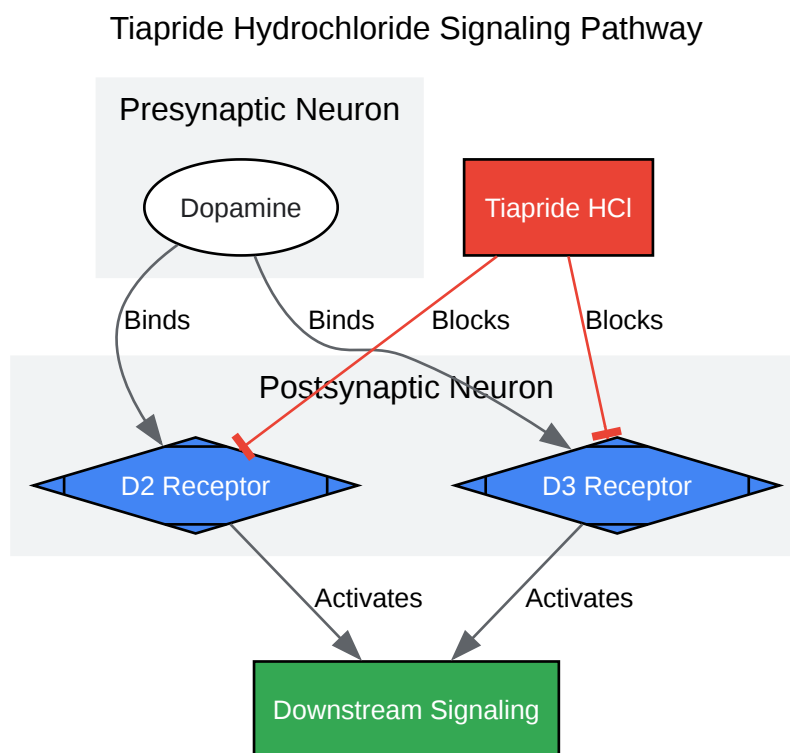 Tiapride Hydrochloride Signaling Pathway
Presynaptic Neuron
Dopamine
Tiapride HCl
Binds
Binds
Blocks
Blocks
Postsynaptic Neuron
D2 Receptor
D3 Receptor
Activates
Activates
Downstream Signaling